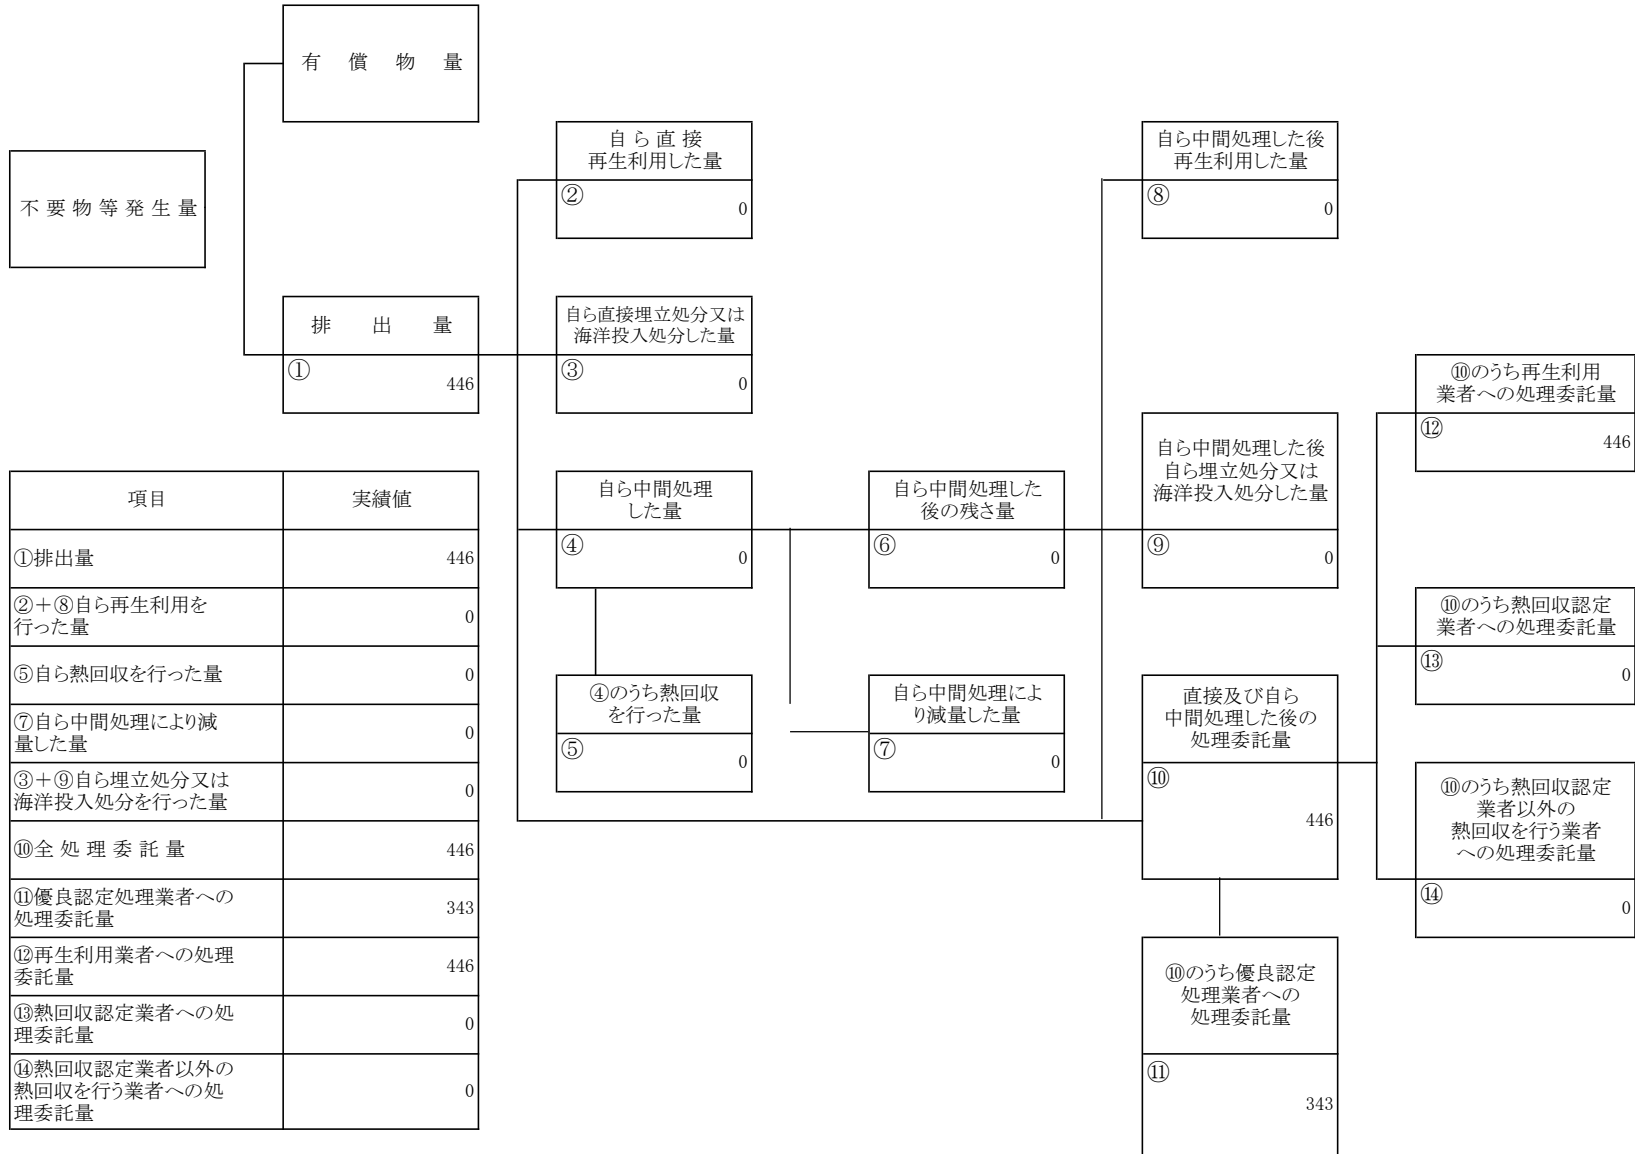 有償物量
不要物等発生量
排出量
①
446
自ら直接
再生利用した量
②
0
自ら直接埋立処分又は
海洋投入処分した量
③
0
自ら中間処理
した量
④
0
④のうち熱回収
を行った量
⑤
0
自ら中間処理した
後の残さ量
⑥
0
自ら中間処理によ
り減量した量
⑦
0
自ら中間処理した後
再生利用した量
⑧
0
自ら中間処理した後
自ら埋立処分又は
海洋投入処分した量
⑨
0
直接及び自ら
中間処理した後の
処理委託量
⑩
446
⑩のうち優良認定
処理業者への
処理委託量
⑪
343
⑩のうち再生利用
業者への処理委託量
⑫
446
⑩のうち熱回収認定
業者への処理委託量
⑬
0
⑩のうち熱回収認定
業者以外の
熱回収を行う業者
への処理委託量
⑭
0
項目 実績値
①排出量 446
②＋⑧自ら再生利用を
行った量 0
⑤自ら熱回収を行った量 0
⑦自ら中間処理により減
量した量 0
③＋⑨自ら埋立処分又は
海洋投入処分を行った量 0
⑩全処理委託量 446
⑪優良認定処理業者への
処理委託量 343
⑫再生利用業者への処理
委託量 446
⑬熱回収認定業者への処
理委託量 0
⑭熱回収認定業者以外の
熱回収を行う業者への処
理委託量 0